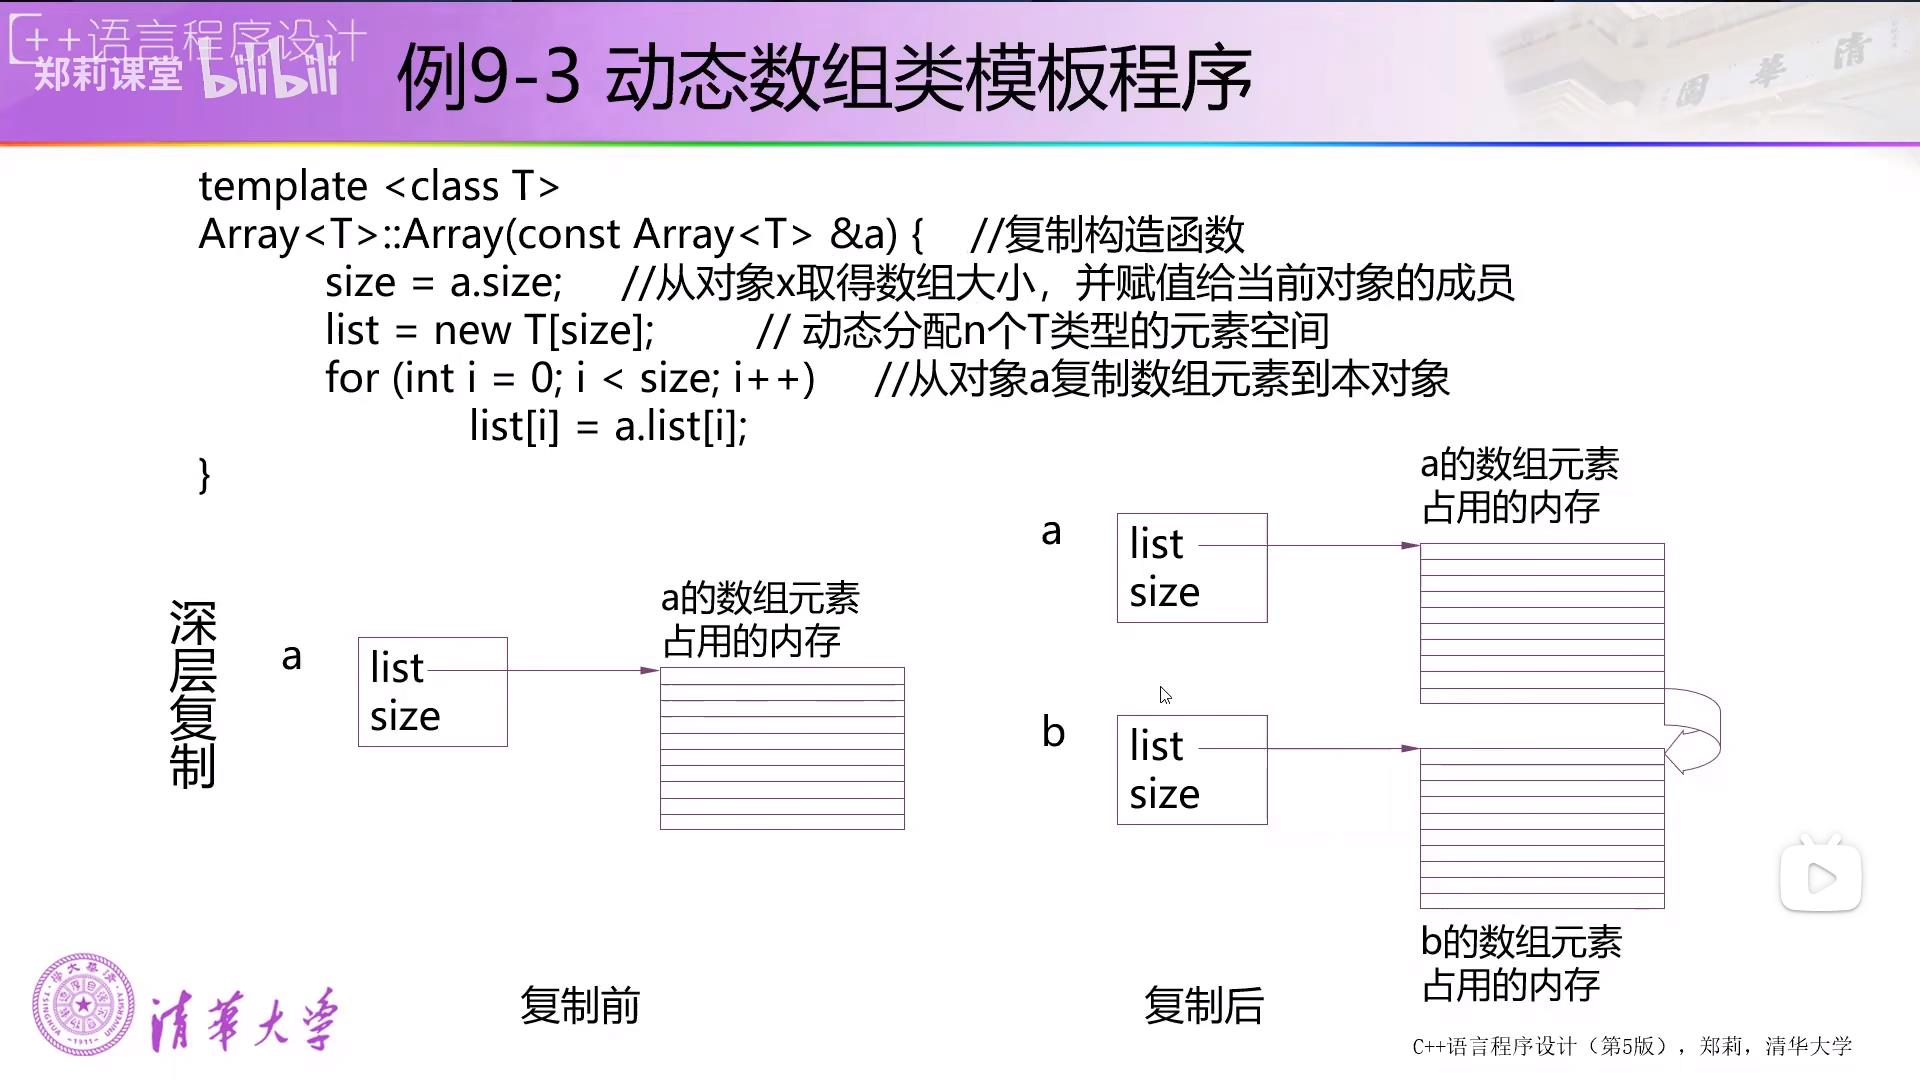 C++语言程序设计
郑莉课堂 bilibili
例9-3 动态数组类模板程序
清
华
园
template <class T>
Array<T>::Array(const Array<T> &a) {    //复制构造函数
size = a.size;    //从对象x取得数组大小，并赋值给当前对象的成员
list = new T[size];    // 动态分配n个T类型的元素空间
for (int i = 0; i < size; i++)    //从对象a复制数组元素到本对象
list[i] = a.list[i];
}
深层复制
a
list
size
a的数组元素
占用的内存
复制前
a
list
size
a的数组元素
占用的内存
b
list
size
b的数组元素
占用的内存
复制后
清华大学
C++语言程序设计（第5版），郑莉，清华大学